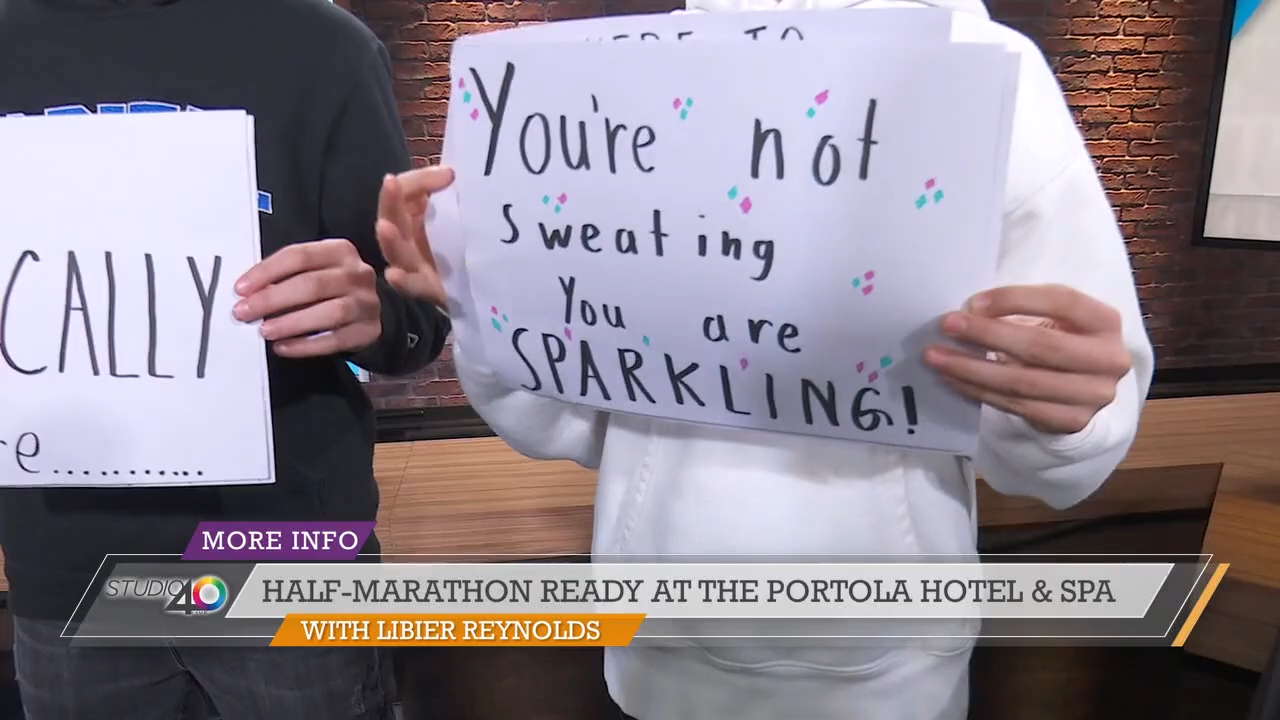 You're not
sweating
You are
SPARKLING!
CALLY
re..........
MORE INFO
STUDIO 40
HALF-MARATHON READY AT THE PORTOLA HOTEL & SPA
WITH LIBIER REYNOLDS